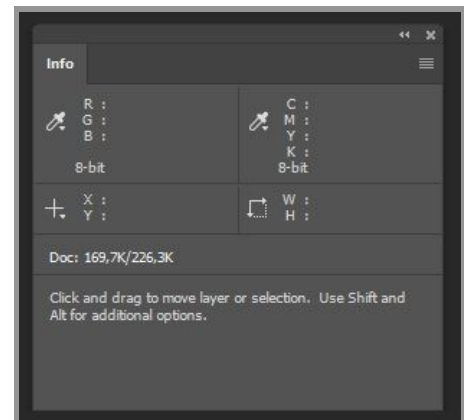 Info
R :
G :
B :
8-bit
C :
M :
Y :
K :
8-bit
X :
Y :
W :
H :
Doc: 169,7K/226,3K
Click and drag to move layer or selection.  Use Shift and
Alt for additional options.